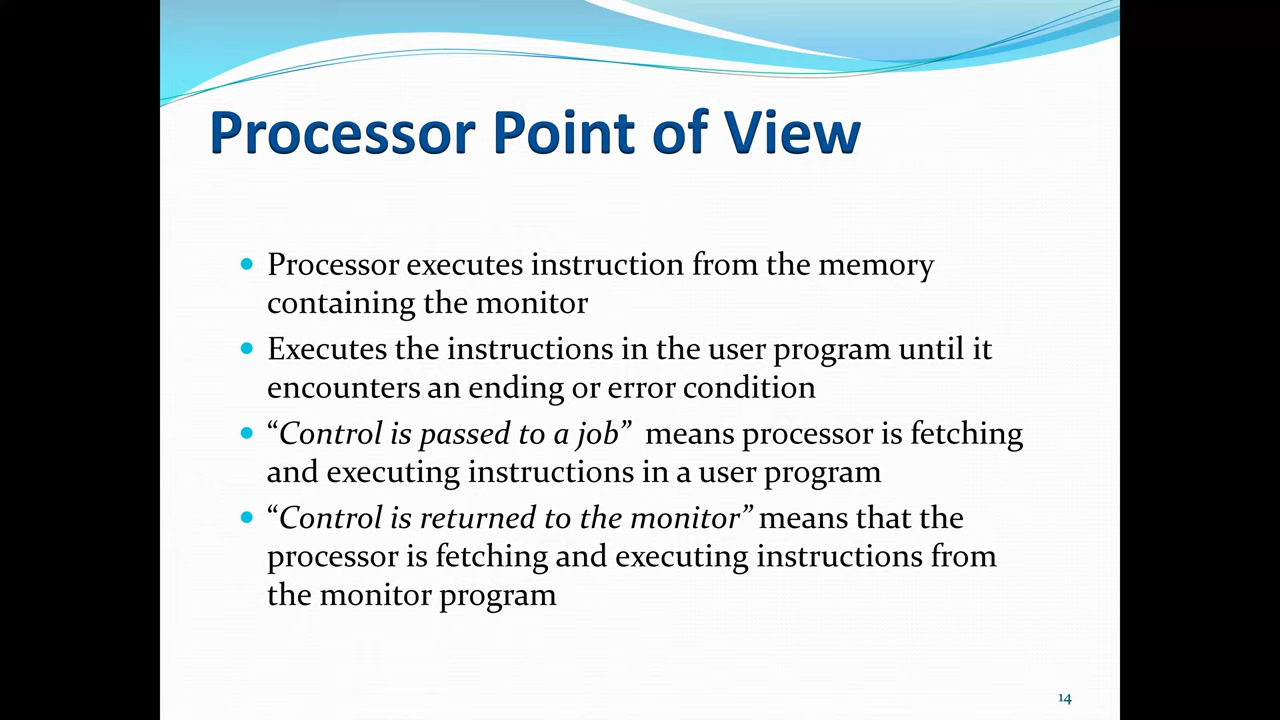 Processor Point of View
• Processor executes instruction from the memory
containing the monitor
• Executes the instructions in the user program until it
encounters an ending or error condition
• “Control is passed to a job” means processor is fetching
and executing instructions in a user program
• “Control is returned to the monitor” means that the
processor is fetching and executing instructions from
the monitor program
14